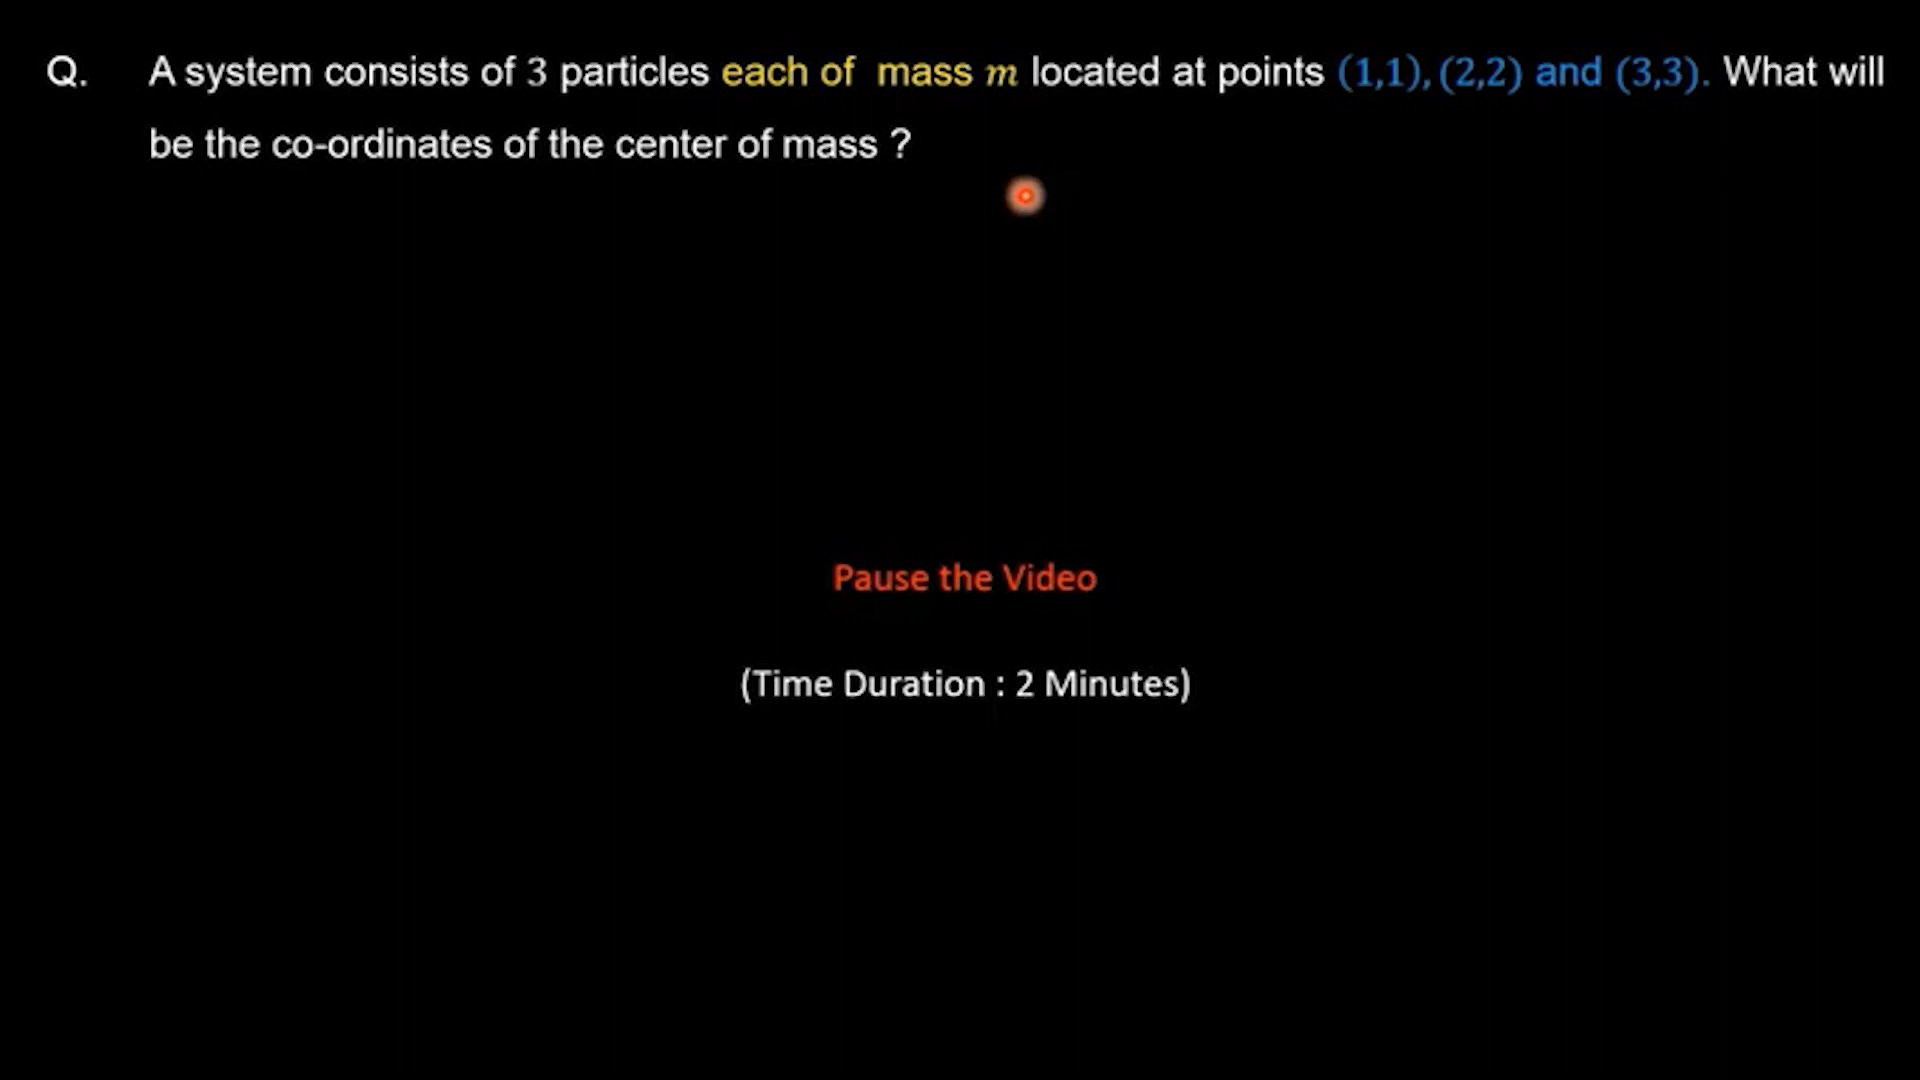 Q. A system consists of 3 particles each of mass m located at points (1,1), (2,2) and (3,3). What will
be the co-ordinates of the center of mass ?
Pause the Video
(Time Duration : 2 Minutes)